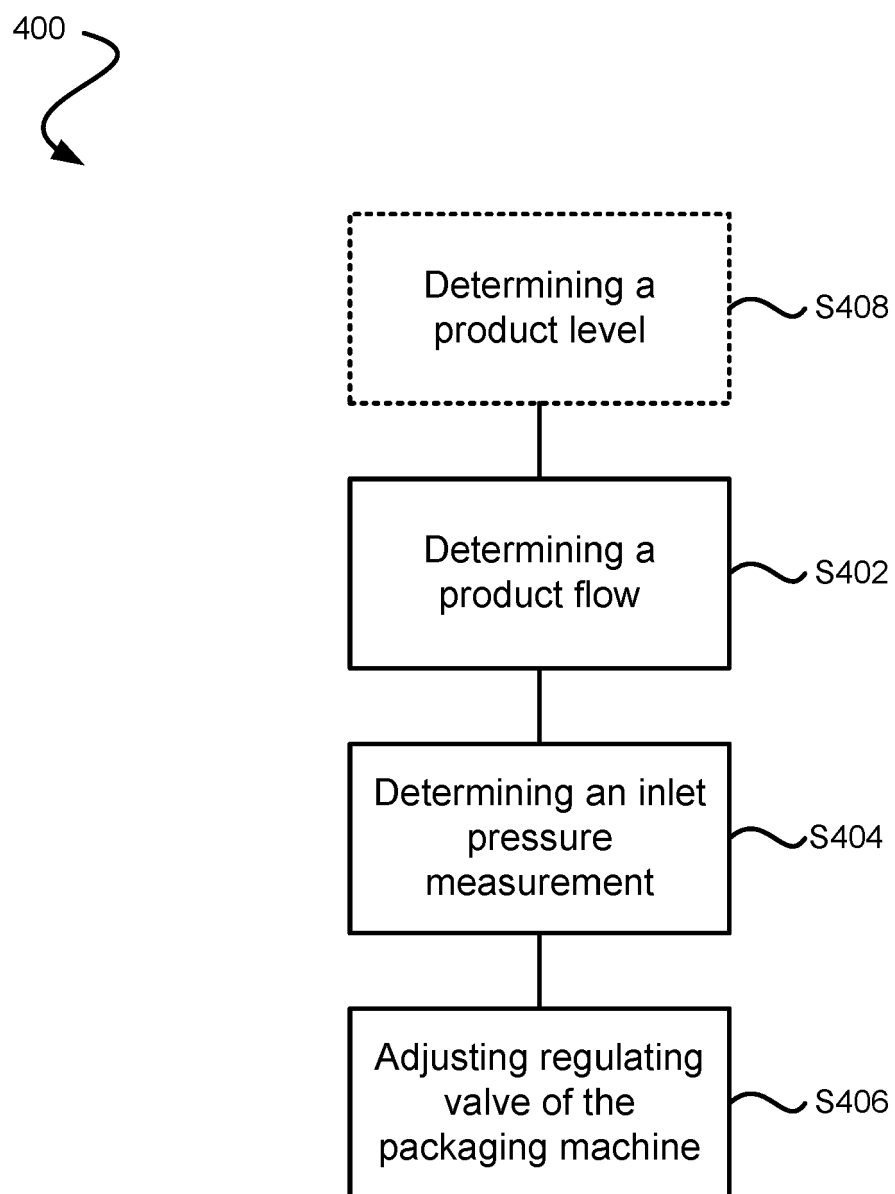 400
Determining a
product level
S408
Determining a
product flow
S402
Determining an inlet
pressure
measurement
S404
Adjusting regulating
valve of the
packaging machine
S406